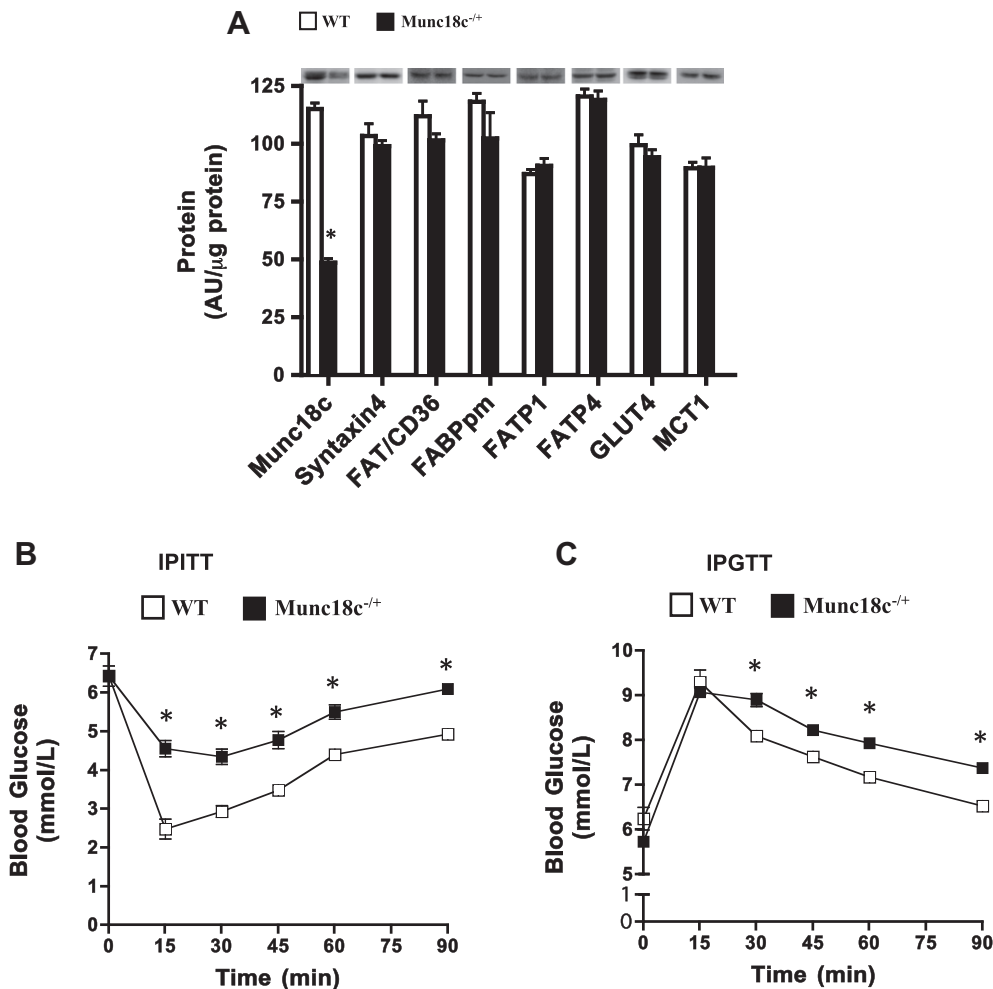 A
WT Munc18c-/+
125
100
75
50
25
0
Protein
(AU/µg protein)
*
Munc18c
Syntaxin4
FAT/CD36
FABPpm
FATP1
FATP4
GLUT4
MCT1
B
IPITT
WT Munc18c-/+
7
6
5
4
3
2
1
0
Blood Glucose
(mmol/L)
* * * * *
0 15 30 45 60 75 90
Time (min)
C
IPGTT
WT Munc18c-/+
10
9
8
7
6
5
1
0
Blood Glucose
(mmol/L)
* * * *
0 15 30 45 60 75 90
Time (min)